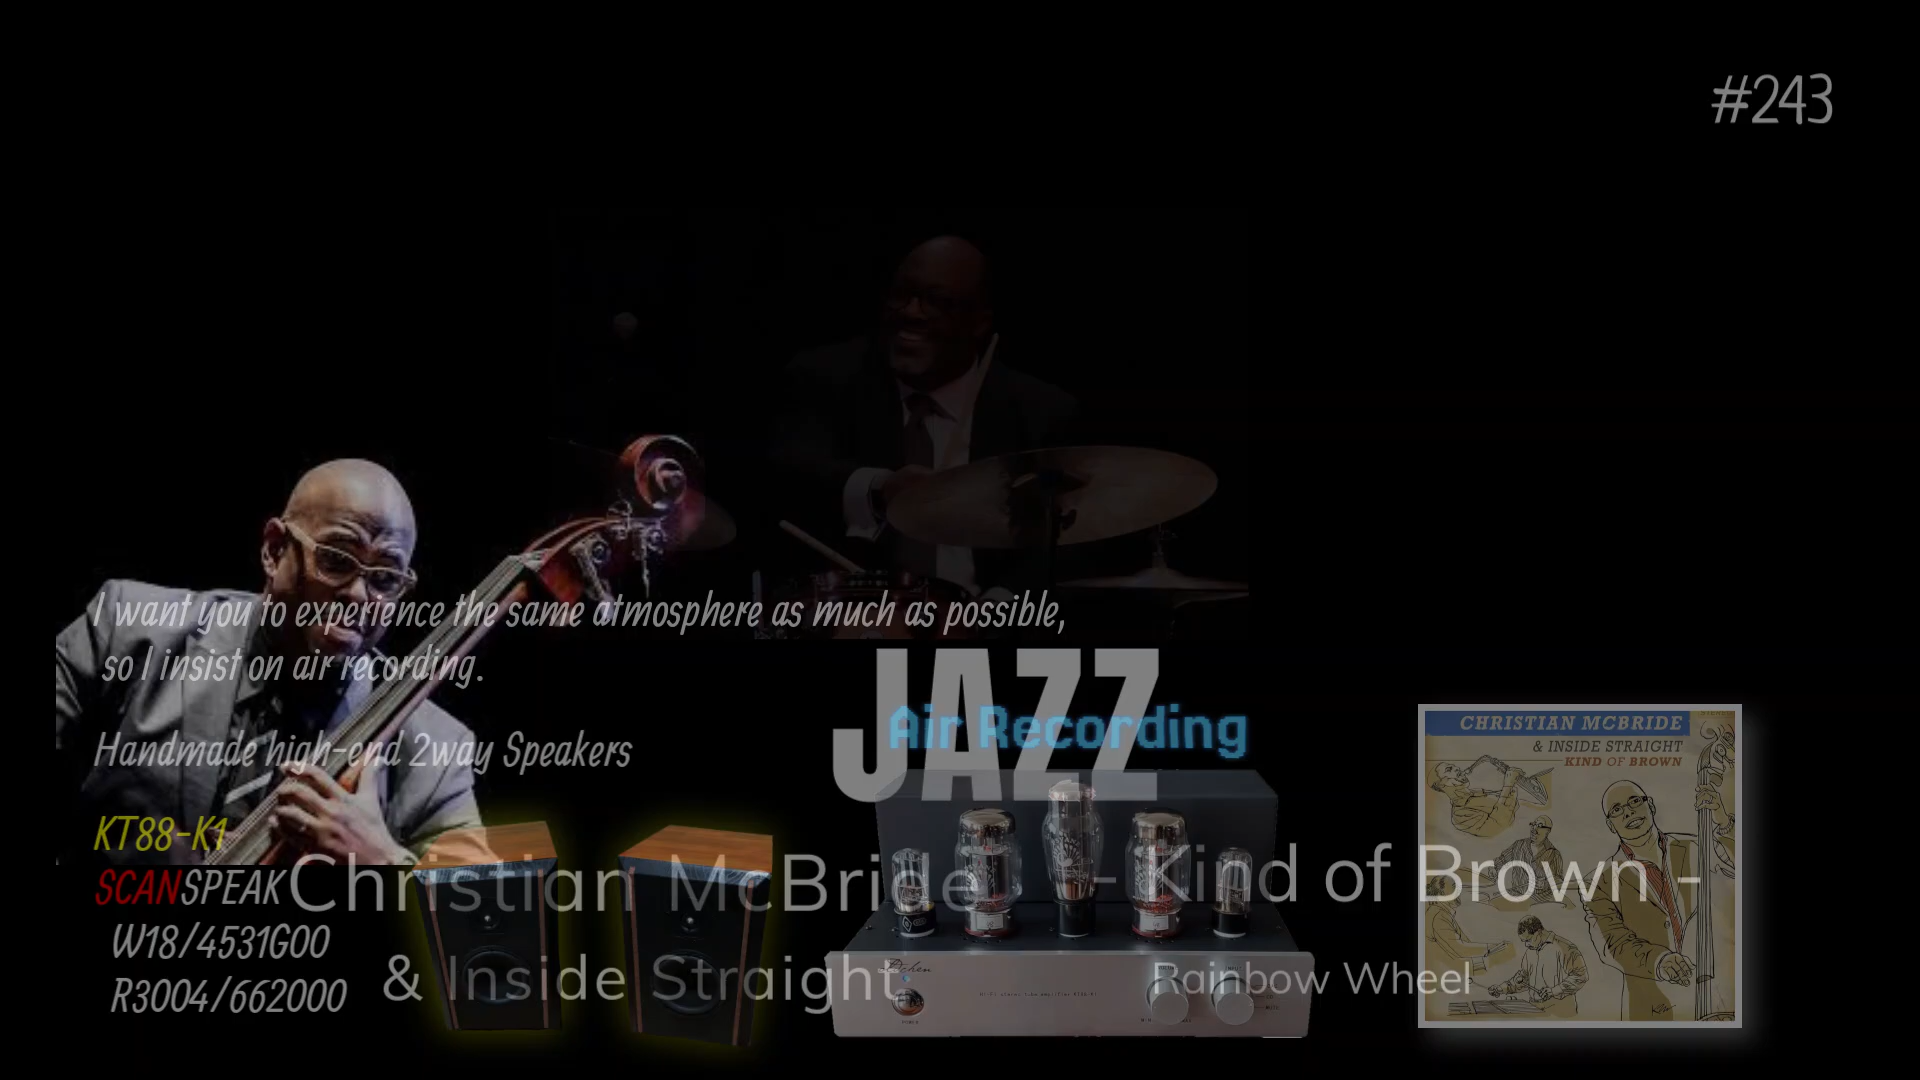 #243
I want you to experience the same atmosphere as much as possible,
so I insist on air recording.
JAZZ
Air Recording
Handmade high-end 2way Speakers
KT88-K1
SCANSPEAK
W18/4531G00
R3004/662000
Christian McBride
& Inside Straight
- Kind of Brown -
Rainbow Wheel
CHRISTIAN MCBRIDE
& INSIDE STRAIGHT
KIND OF BROWN